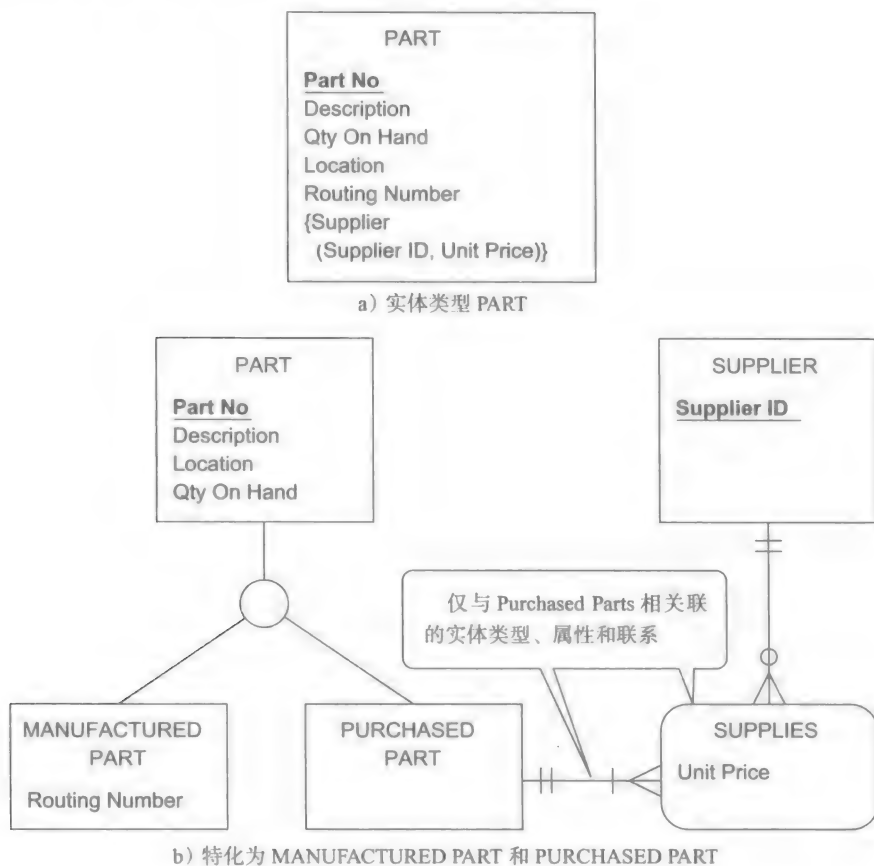 PART
Part No
Description
Qty On Hand
Location
Routing Number
{Supplier
(Supplier ID, Unit Price)}
a) 实体类型 PART
PART
Part No
Description
Location
Qty On Hand
SUPPLIER
Supplier ID
仅与 Purchased Parts 相关联
的实体类型、属性和联系
MANUFACTURED
PART
Routing Number
PURCHASED
PART
SUPPLIES
Unit Price
b) 特化为 MANUFACTURED PART 和 PURCHASED PART